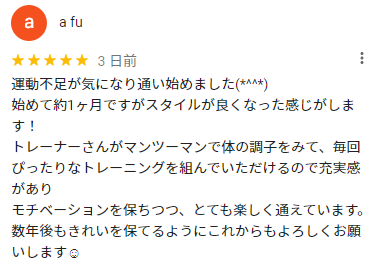 a
a fu
3 日前
運動不足が気になり通い始めました(*^^*)
始めて約1ヶ月ですがスタイルが良くなった感じがしま
す！
トレーナーさんがマンツーマンで体の調子をみて、毎回
ぴったりなトレーニングを組んでいただけるので充実感
があり
モチベーションを保ちつつ、とても楽しく通えています。
数年後もきれいを保てるようにこれからもよろしくお願
いします☺